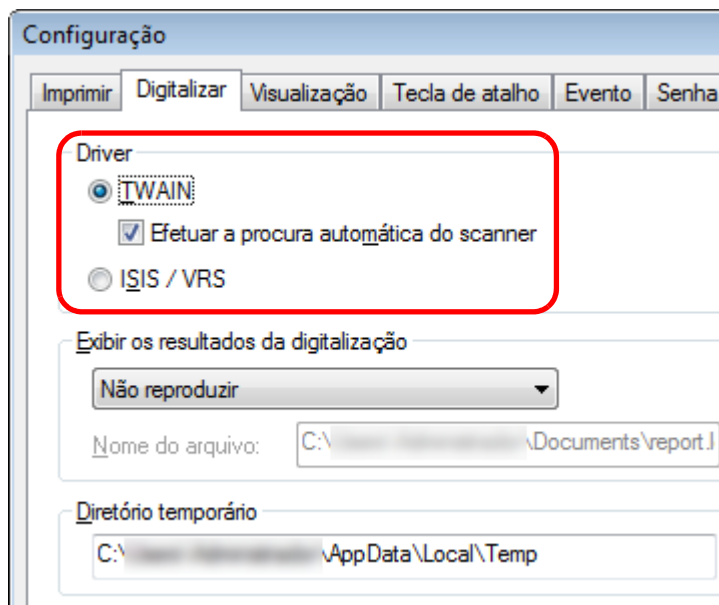 Configuração
Imprimir Digitalizar Visualização Tecla de atalho Evento Senha
Driver
TWAIN
Efetuar a procura automática do scanner
ISIS / VRS
Exibir os resultados da digitalização
Não reproduzir
Nome do arquivo: C:\ \Documents\report.l
Diretório temporário
C:\ \AppData\Local\Temp